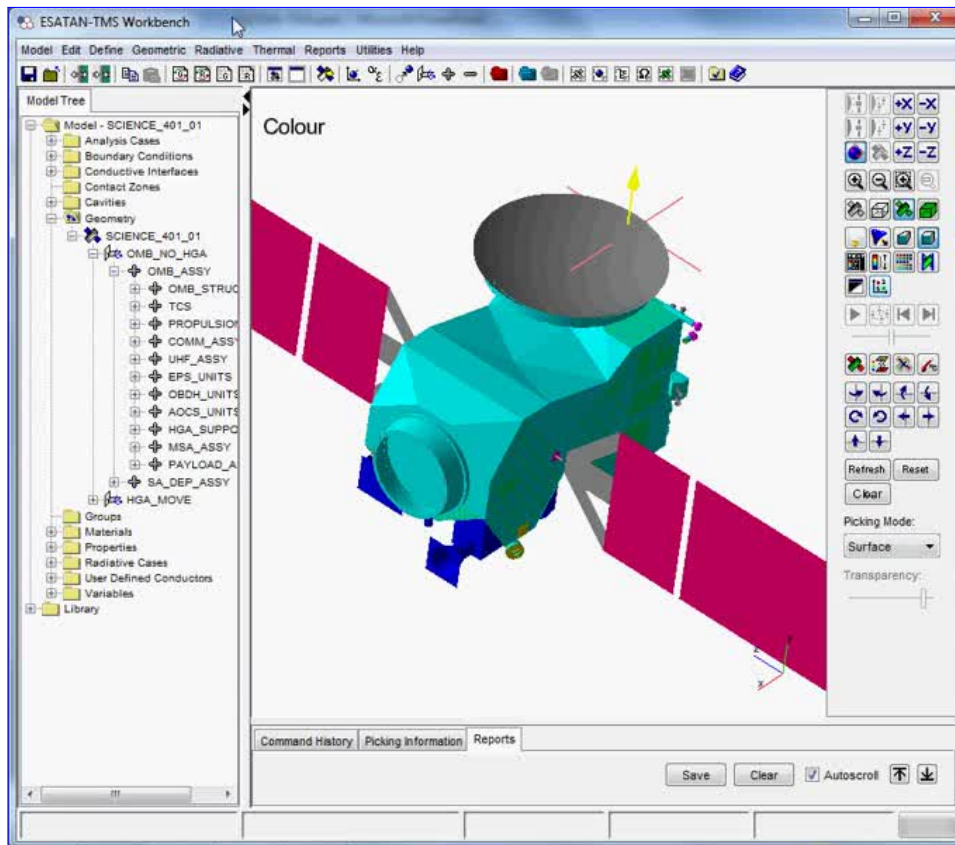 ESATAN-TMS Workbench
Model Edit Define Geometric Radiative Thermal Reports Utilities Help
Model Tree
Model - SCIENCE_401_01
Analysis Cases
Boundary Conditions
Conductive Interfaces
Contact Zones
Cavities
Geometry
SCIENCE_401_01
OMB_NO_HGA
OMB_ASSY
OMB_STRUC
TCS
PROPULSION
COMM_ASSY
UHF_ASSY
EPS_UNITS
OBDH_UNITS
AOCS_UNITS
HGA_SUPPO
MSA_ASSY
PAYLOAD_A
SA_DEP_ASSY
HGA_MOVE
Groups
Materials
Properties
Radiative Cases
User Defined Conductors
Variables
Library
Colour
x
y
z
+X -X
+Y -Y
+Z -Z
Refresh Reset
Clear
Picking Mode:
Surface
Transparency:
Command History Picking Information Reports
Save Clear Autoscroll